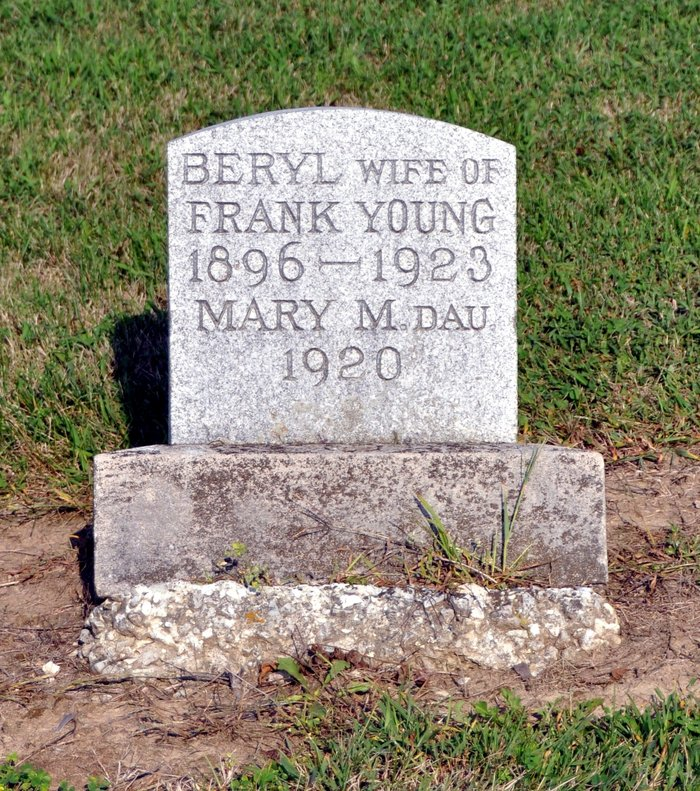 BERYL WIFE OF
FRANK YOUNG
1896 — 1923
MARY M. DAU.
1920